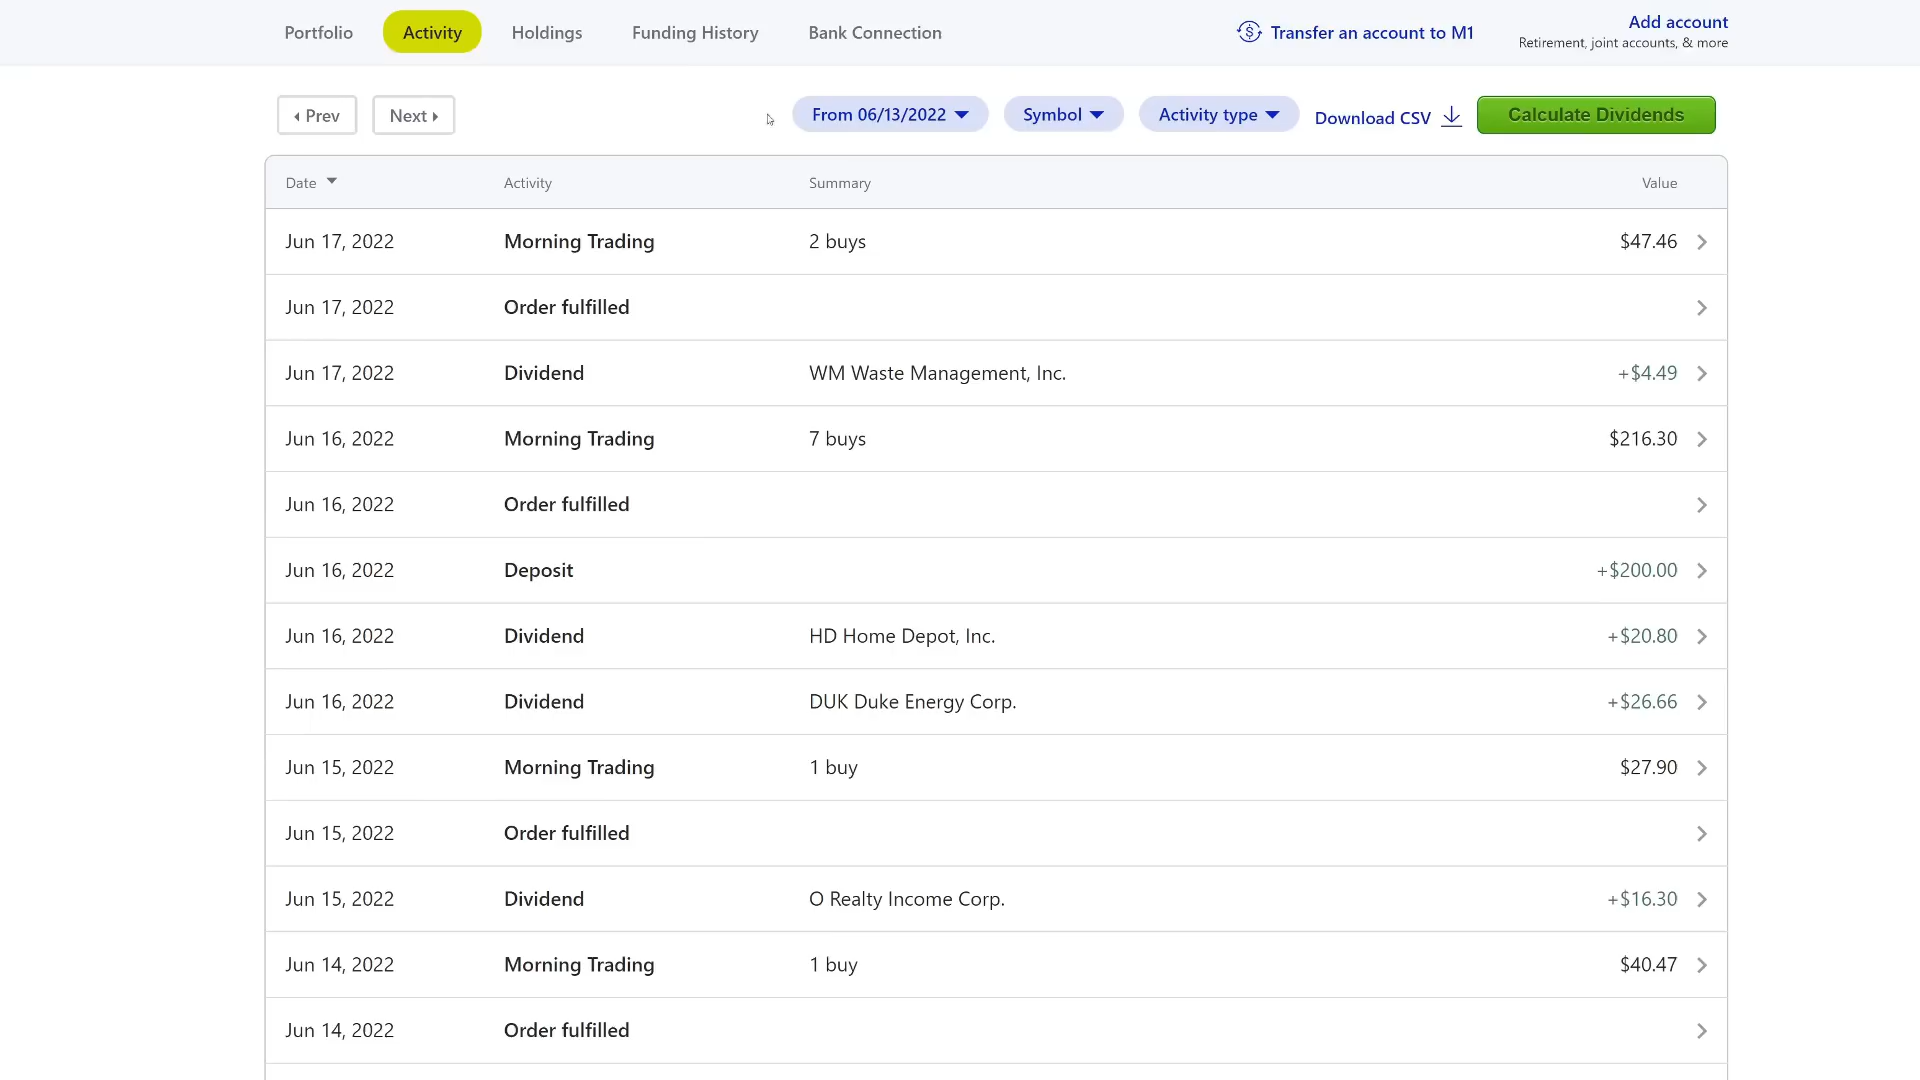 Portfolio Activity Holdings Funding History Bank Connection Transfer an account to M1 Add account
Retirement, joint accounts, & more
Prev Next From 06/13/2022 Symbol Activity type Download CSV Calculate Dividends
Date Activity Summary Value
Jun 17, 2022 Morning Trading 2 buys $47.46
Jun 17, 2022 Order fulfilled
Jun 17, 2022 Dividend WM Waste Management, Inc. +$4.49
Jun 16, 2022 Morning Trading 7 buys $216.30
Jun 16, 2022 Order fulfilled
Jun 16, 2022 Deposit +$200.00
Jun 16, 2022 Dividend HD Home Depot, Inc. +$20.80
Jun 16, 2022 Dividend DUK Duke Energy Corp. +$26.66
Jun 15, 2022 Morning Trading 1 buy $27.90
Jun 15, 2022 Order fulfilled
Jun 15, 2022 Dividend O Realty Income Corp. +$16.30
Jun 14, 2022 Morning Trading 1 buy $40.47
Jun 14, 2022 Order fulfilled